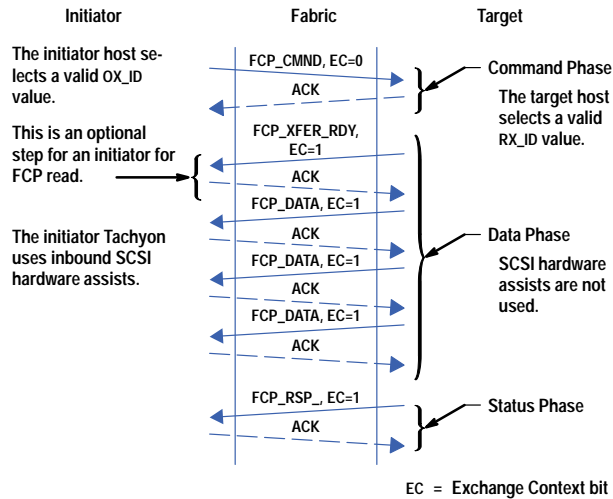 Initiator
Fabric
Target
The initiator host se-
lects a valid OX_ID
value.
FCP_CMND, EC=0
ACK
Command Phase
The target host
selects a valid
RX_ID value.
This is an optional
step for an initiator for
FCP read.
FCP_XFER_RDY,
EC=1
ACK
FCP_DATA, EC=1
ACK
The initiator Tachyon
uses inbound SCSI
hardware assists.
Data Phase
SCSI hardware
assists are not
used.
FCP_DATA, EC=1
ACK
FCP_DATA, EC=1
ACK
FCP_RSP_, EC=1
ACK
Status Phase
EC = Exchange Context bit